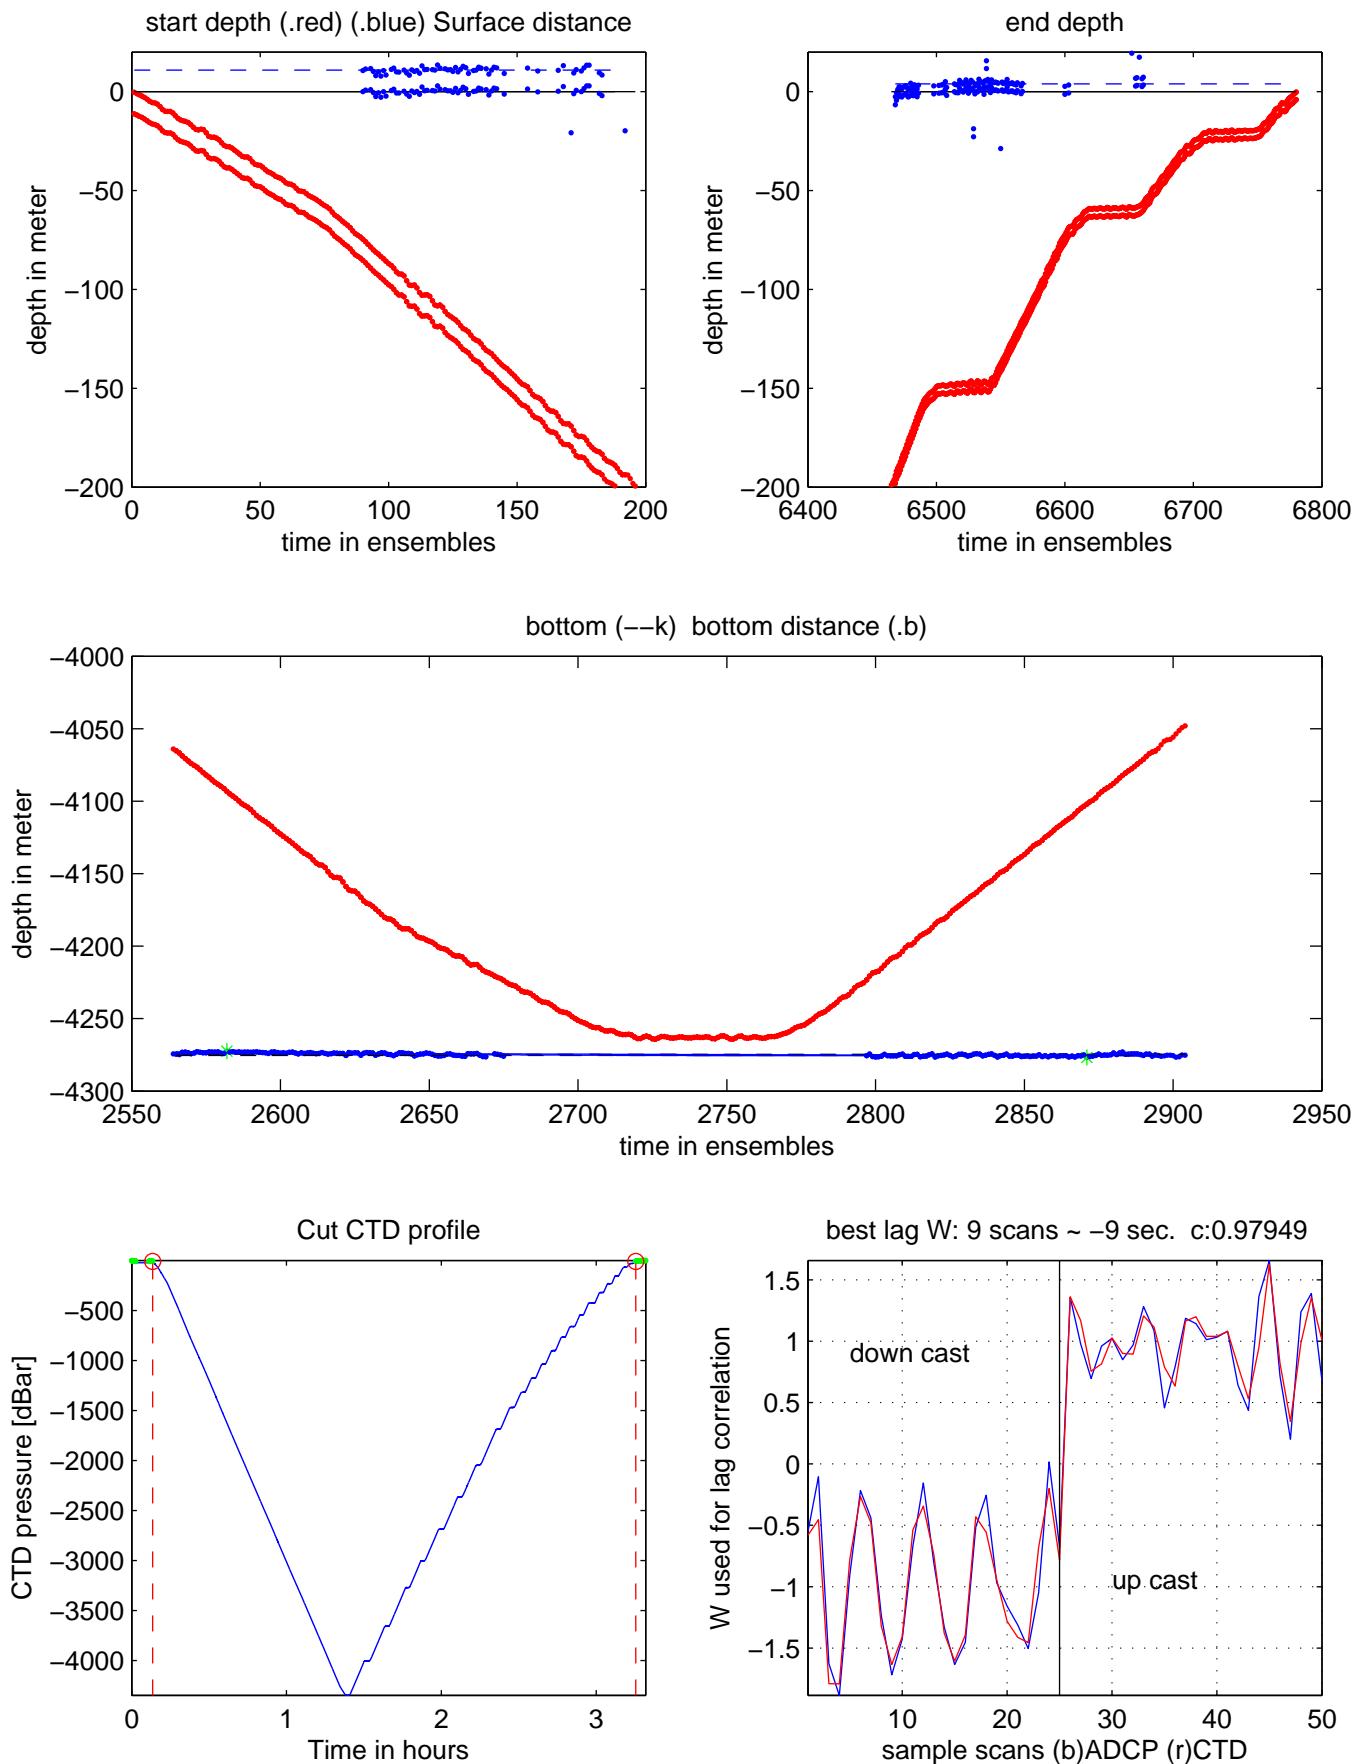 start depth (.red) (.blue) Surface distance
0
−50
−100
−150
−200
depth in meter
0 50 100 150 200
time in ensembles
end depth
0
−50
−100
−150
−200
depth in meter
6400 6500 6600 6700 6800
time in ensembles
bottom (−−k)  bottom distance (.b)
−4000
−4050
−4100
−4150
−4200
−4250
−4300
depth in meter
2550 2600 2650 2700 2750 2800 2850 2900 2950
time in ensembles
Cut CTD profile
−500
−1000
−1500
−2000
−2500
−3000
−3500
−4000
CTD pressure [dBar]
0 1 2 3
Time in hours
best lag W: 9 scans ~ −9 sec.  c:0.97949
1.5
1
0.5
0
−0.5
−1
−1.5
W used for lag correlation
down cast
up cast
10 20 30 40 50
sample scans (b)ADCP (r)CTD